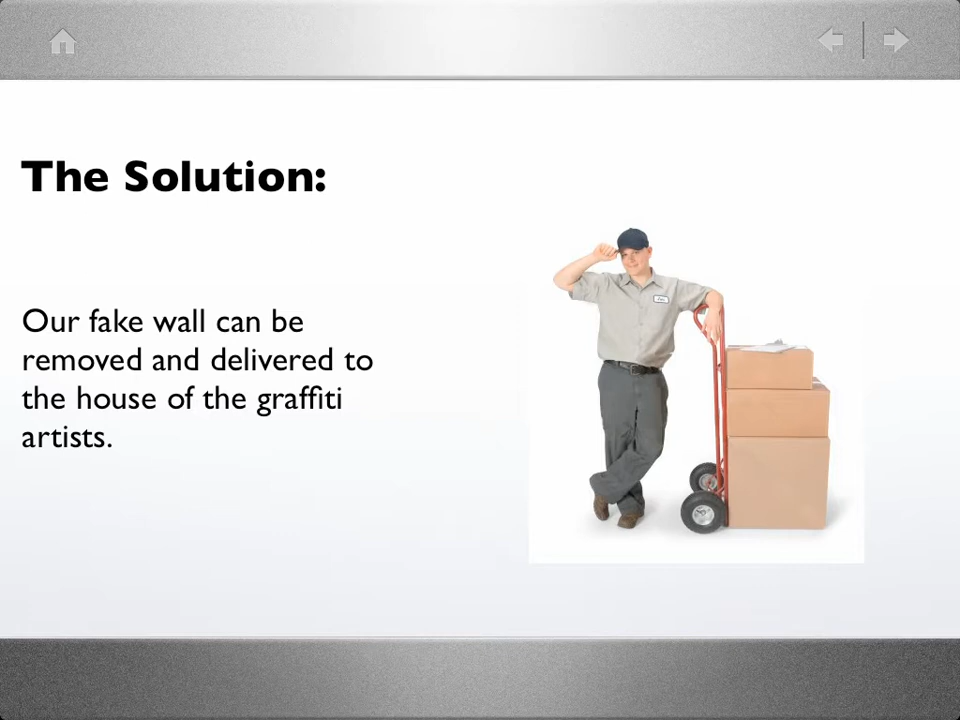 The Solution:
Our fake wall can be
removed and delivered to
the house of the graffiti
artists.